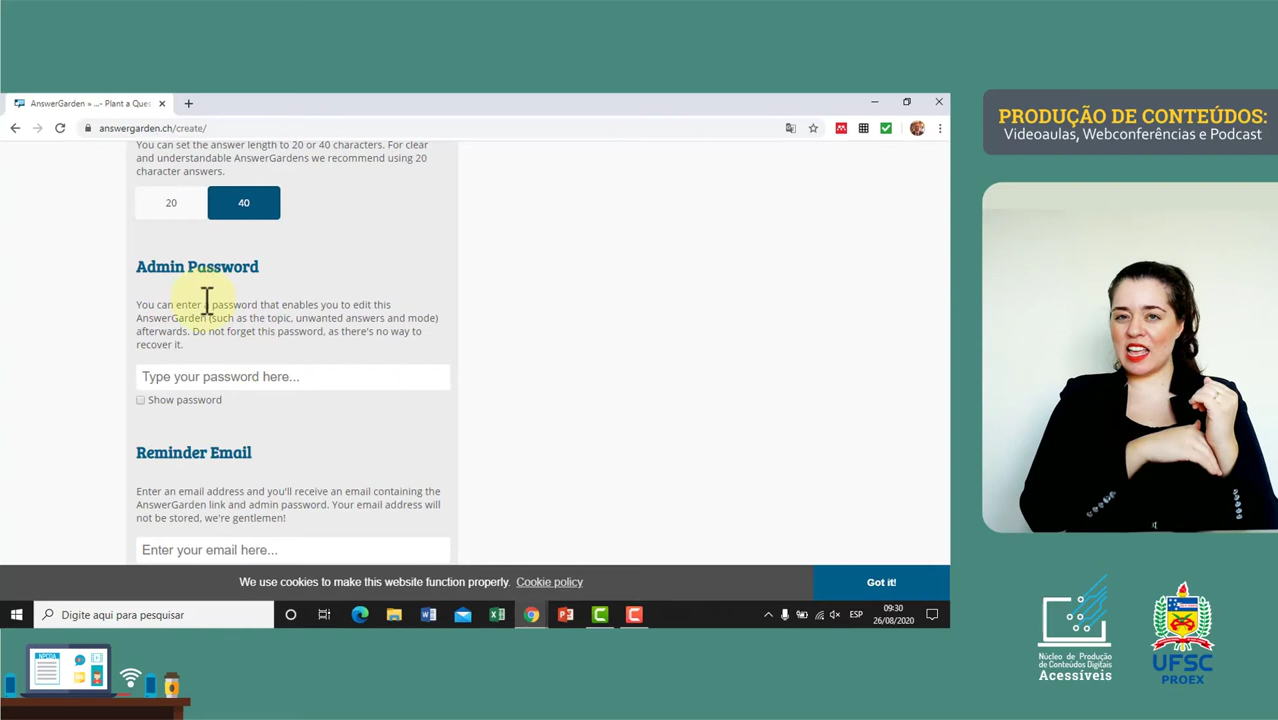 AnswerGarden » ...- Plant a Ques
answergarden.ch/create/
You can set the answer length to 20 or 40 characters. For clear
and understandable AnswerGardens we recommend using 20
character answers.
20
40
Admin Password
You can enter a password that enables you to edit this
AnswerGarden (such as the topic, unwanted answers and mode)
afterwards. Do not forget this password, as there's no way to
recover it.
Type your password here...
Show password
Reminder Email
Enter an email address and you'll receive an email containing the
AnswerGarden link and admin password. Your email address will
not be stored, we're gentlemen!
Enter your email here...
We use cookies to make this website function properly. Cookie policy
Got it!
Digite aqui para pesquisar
ESP
09:30
26/08/2020
PRODUÇÃO DE CONTEÚDOS:
Videoaulas, Webconferências e Podcast
Núcleo de Produção
de Conteúdos Digitais
Acessíveis
UFSC
PROEX
NPCDA